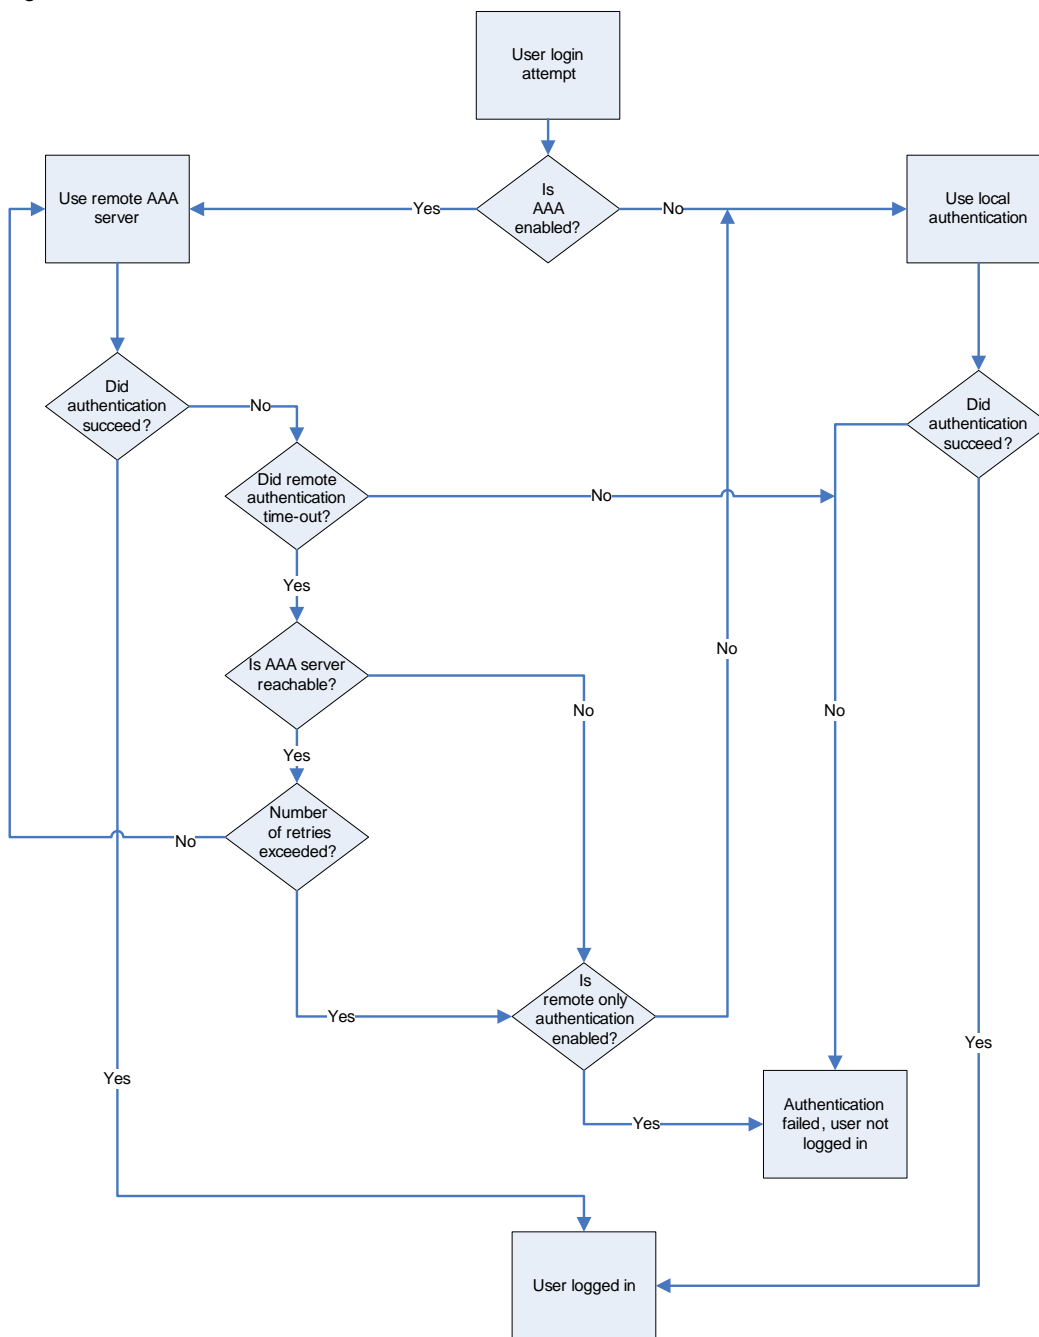 User login
attempt
Use remote AAA
server
Yes
Is
AAA
enabled?
No
Use local
authentication
Did
authentication
succeed?
No
Did
authentication
succeed?
Did remote
authentication
time-out?
No
Yes
Is AAA server
reachable?
No
No
No
Yes
Number
of retries
exceeded?
No
Is
remote only
authentication
enabled?
Yes
Yes
Yes
Authentication
failed, user not
logged in
Yes
User logged in